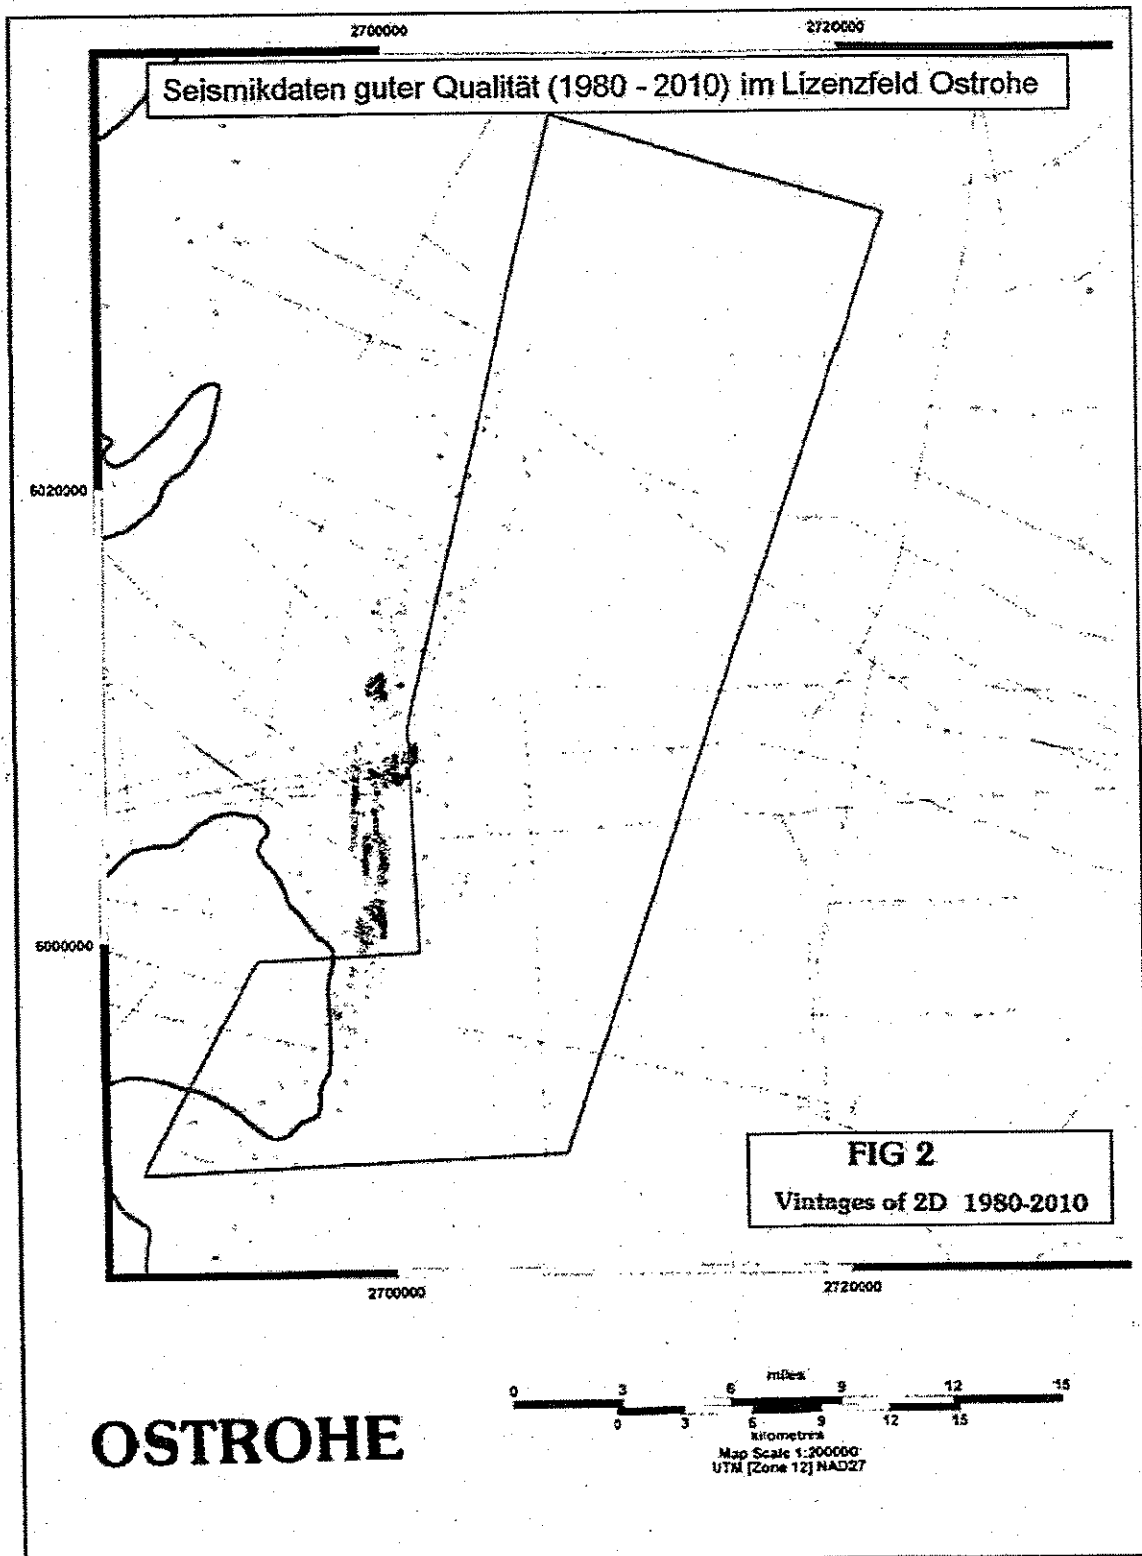 2700000 2720000
Seismikdaten guter Qualität (1980 - 2010) im Lizenzfeld Ostrohe
6020000
6000000
FIG 2
Vintages of 2D 1980-2010
2700000 2720000
miles
0 3 6 9 12 15
0 3 6 9 12 15
kilometres
Map Scale 1:200000
UTM [Zone 12] NAD27
OSTROHE